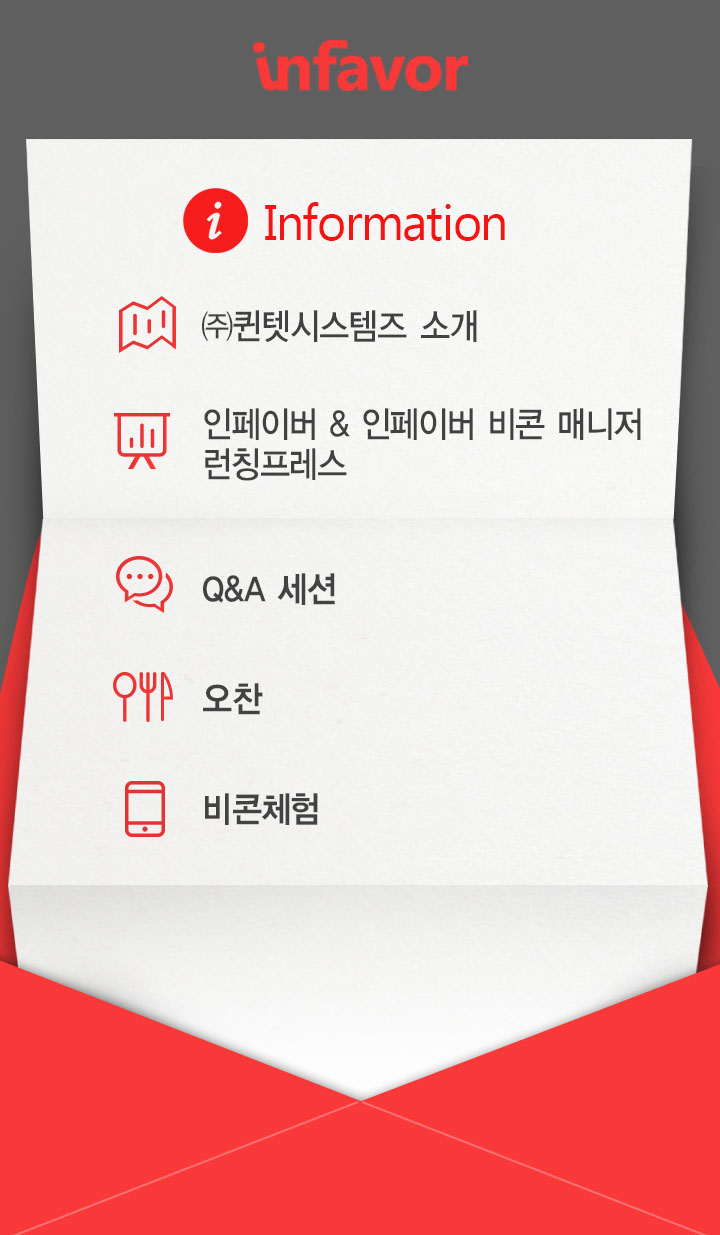 infavor
i Information
㈜퀸텟시스템즈 소개
인페이버 & 인페이버 비콘 매니저
런칭프레스
Q&A 세션
오찬
비콘체험